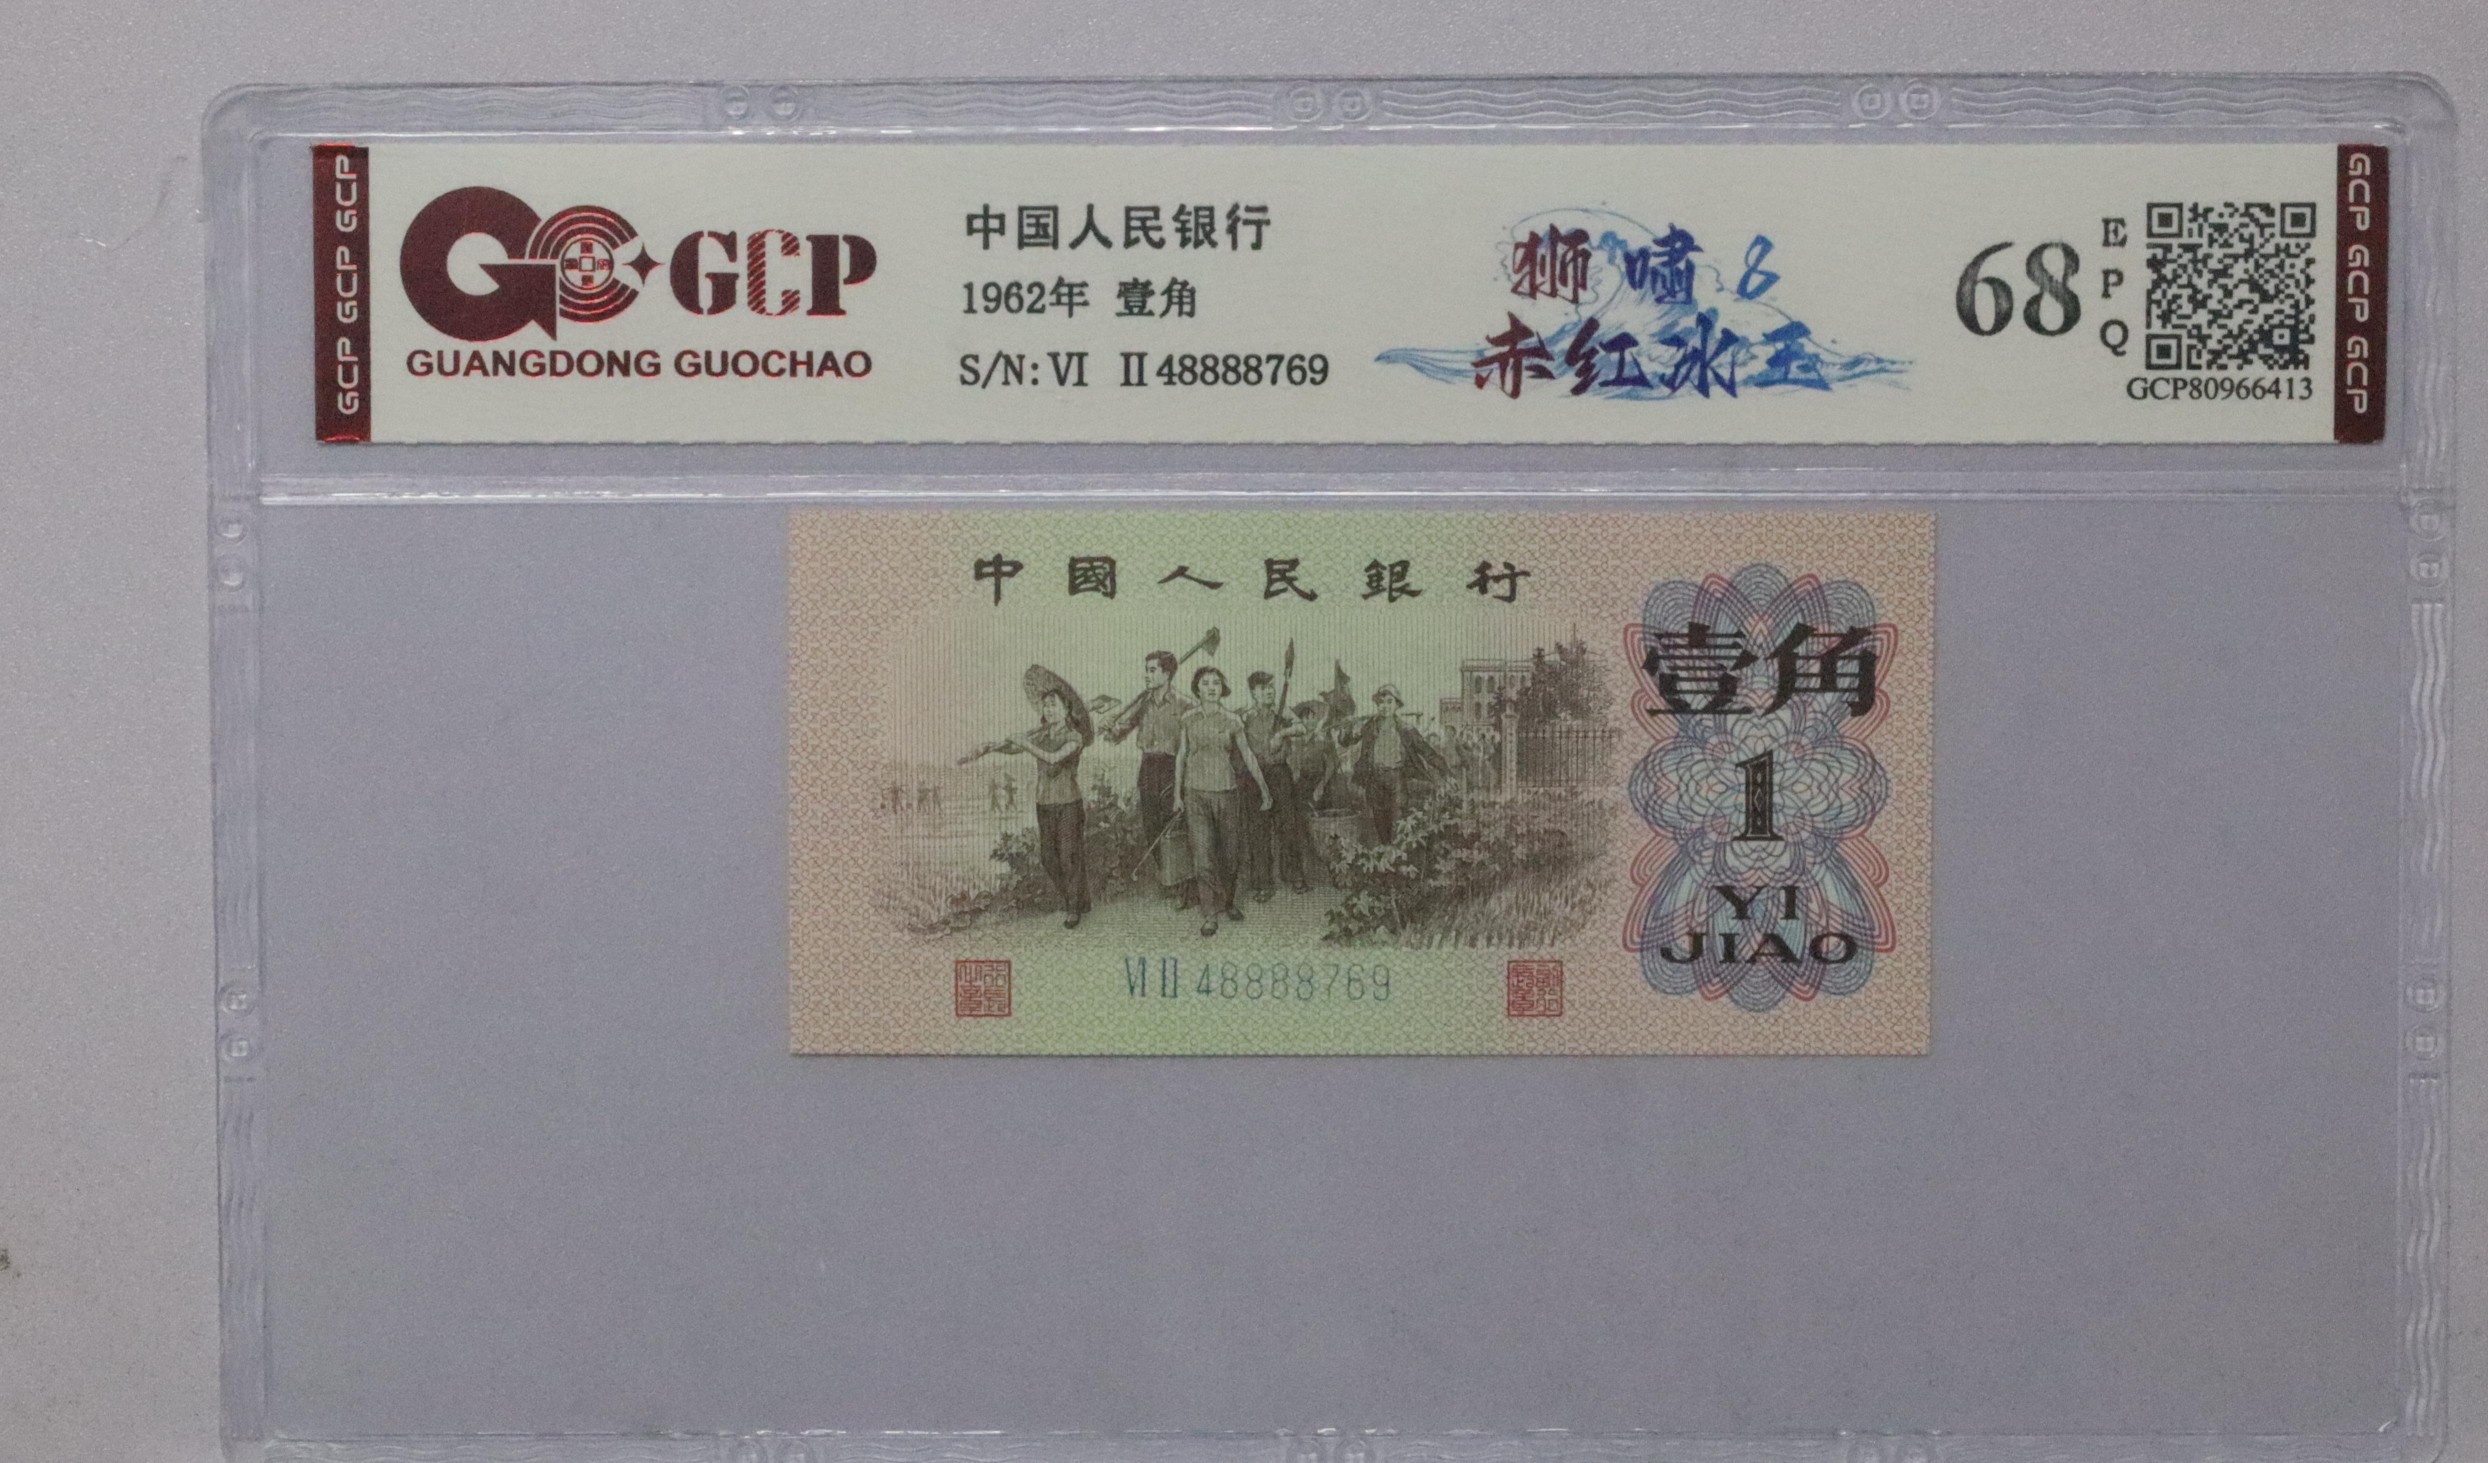 GCP GCP GCP
GCP
GUANGDONG GUOCHAO
中国人民银行
1962年 壹角
S/N: VI II 48888769
狮啸8
赤红冰玉
68
EPQ
GCP80966413
GCP GCP GCP
中國人民銀行
壹角
1
YI
JIAO
VI II 48888769